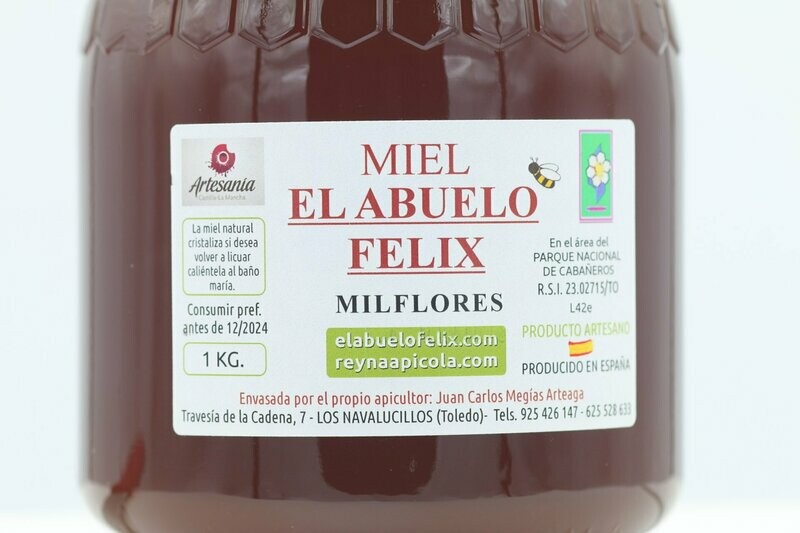 Artesanía
Castilla-La Mancha
La miel natural
cristaliza si desea
volver a licuar
caliéntela al baño
maría.
Consumir pref.
antes de 12/2024
1 KG.
MIEL
EL ABUELO
FELIX
MILFLORES
elabuelofelix.com
reynaapicola.com
En el área del
PARQUE NACIONAL
DE CABAÑEROS
R.S.I. 23.02715/TO
L42e
PRODUCTO ARTESANO
PRODUCIDO EN ESPAÑA
Envasada por el propio apicultor: Juan Carlos Megías Arteaga
Travesía de la Cadena, 7 - LOS NAVALUCILLOS (Toledo)- Tels. 925 426 147 - 625 528 633